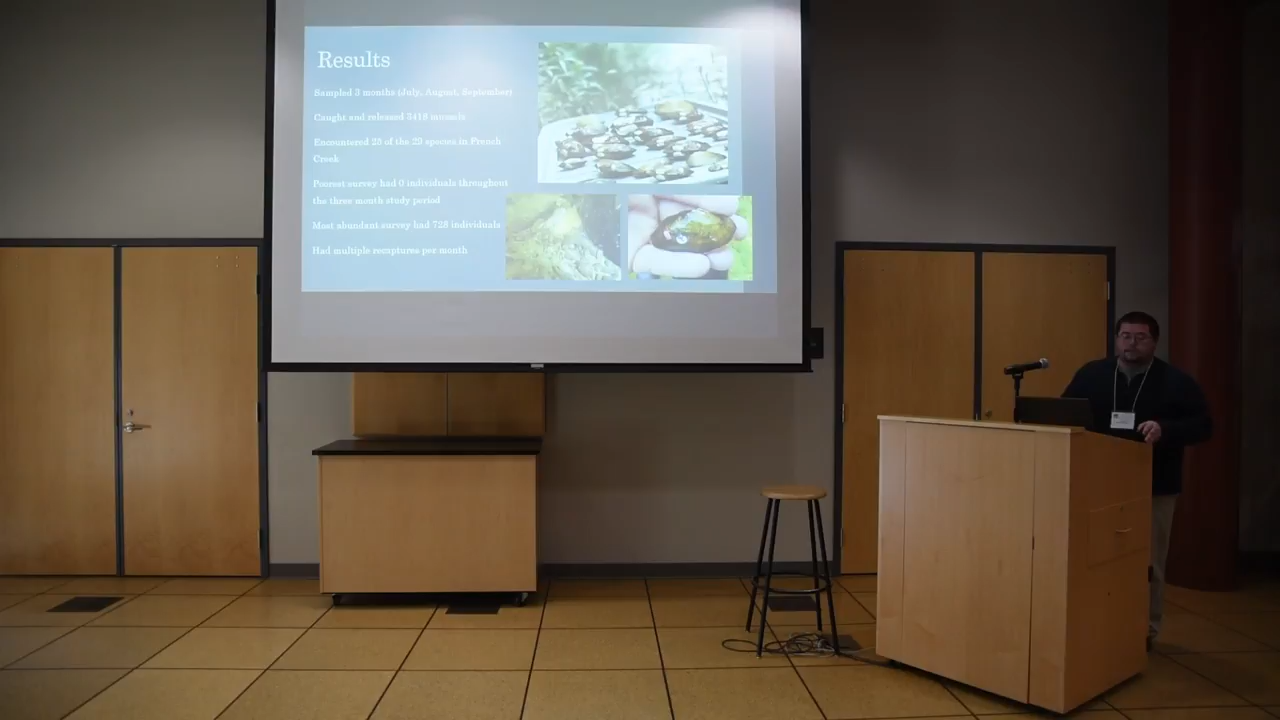 Results
Sampled 3 months (July, August, September)
Caught and released 3418 mussels
Encountered 28 of the 29 species in French
Creek
Poorest survey had 0 individuals throughout
the three month study period
Most abundant survey had 728 individuals
Had multiple recaptures per month